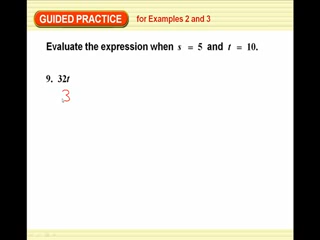 GUIDED PRACTICE for Examples 2 and 3
Evaluate the expression when s = 5 and t = 10.
9. 32t
3